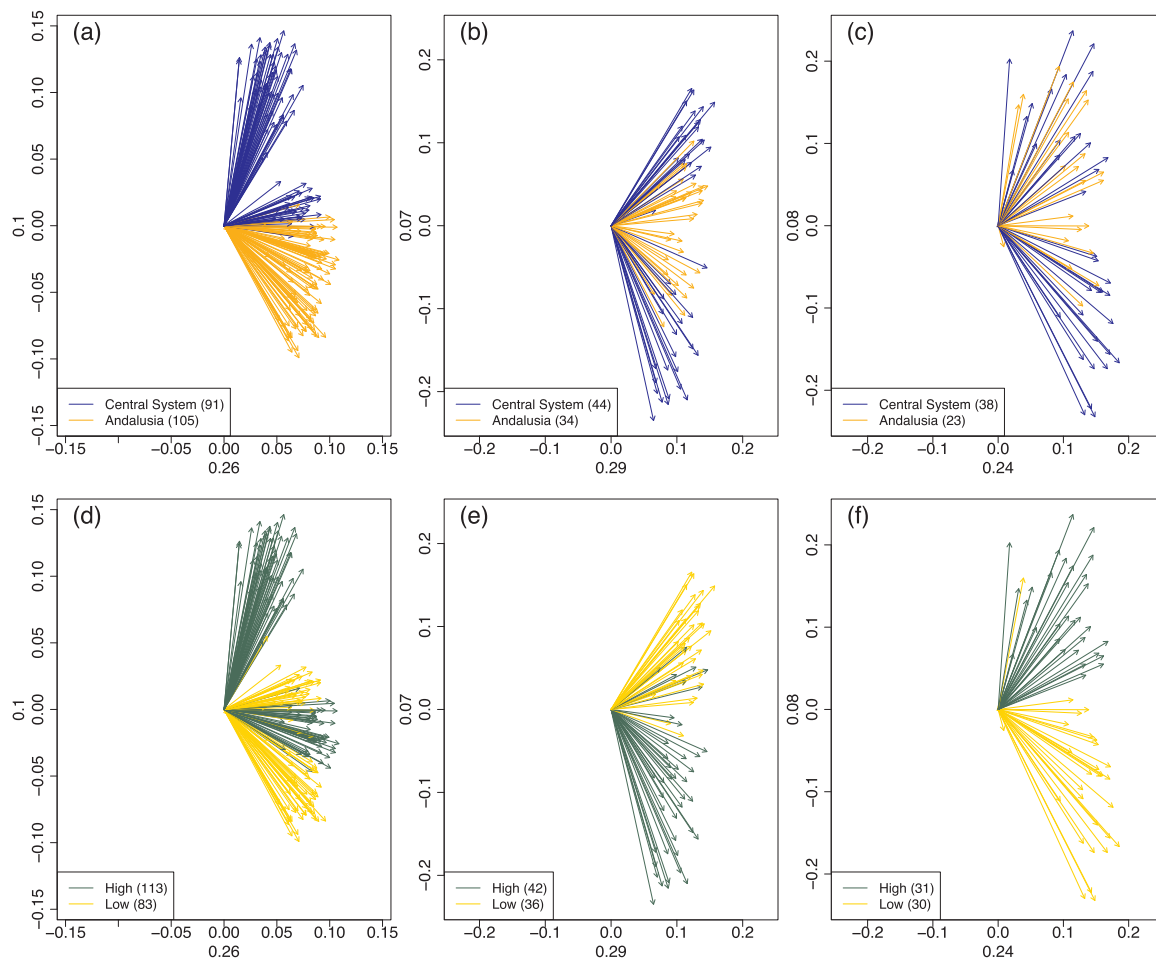 (a)
0.15
0.10
0.05
0.00
−0.05
−0.10
−0.15
0.1
Central System (91)
Andalusia (105)
−0.15 −0.05 0.00 0.05 0.10 0.15
0.26
(b)
0.2
0.1
0.0
−0.1
−0.2
0.07
Central System (44)
Andalusia (34)
−0.2 −0.1 0.0 0.1 0.2
0.29
(c)
0.2
0.1
0.0
−0.1
−0.2
0.08
Central System (38)
Andalusia (23)
−0.2 −0.1 0.0 0.1 0.2
0.24
(d)
0.15
0.10
0.05
0.00
−0.05
−0.10
−0.15
0.1
High (113)
Low (83)
−0.15 −0.05 0.00 0.05 0.10 0.15
0.26
(e)
0.2
0.1
0.0
−0.1
−0.2
0.07
High (42)
Low (36)
−0.2 −0.1 0.0 0.1 0.2
0.29
(f)
0.2
0.1
0.0
−0.1
−0.2
0.08
High (31)
Low (30)
−0.2 −0.1 0.0 0.1 0.2
0.24